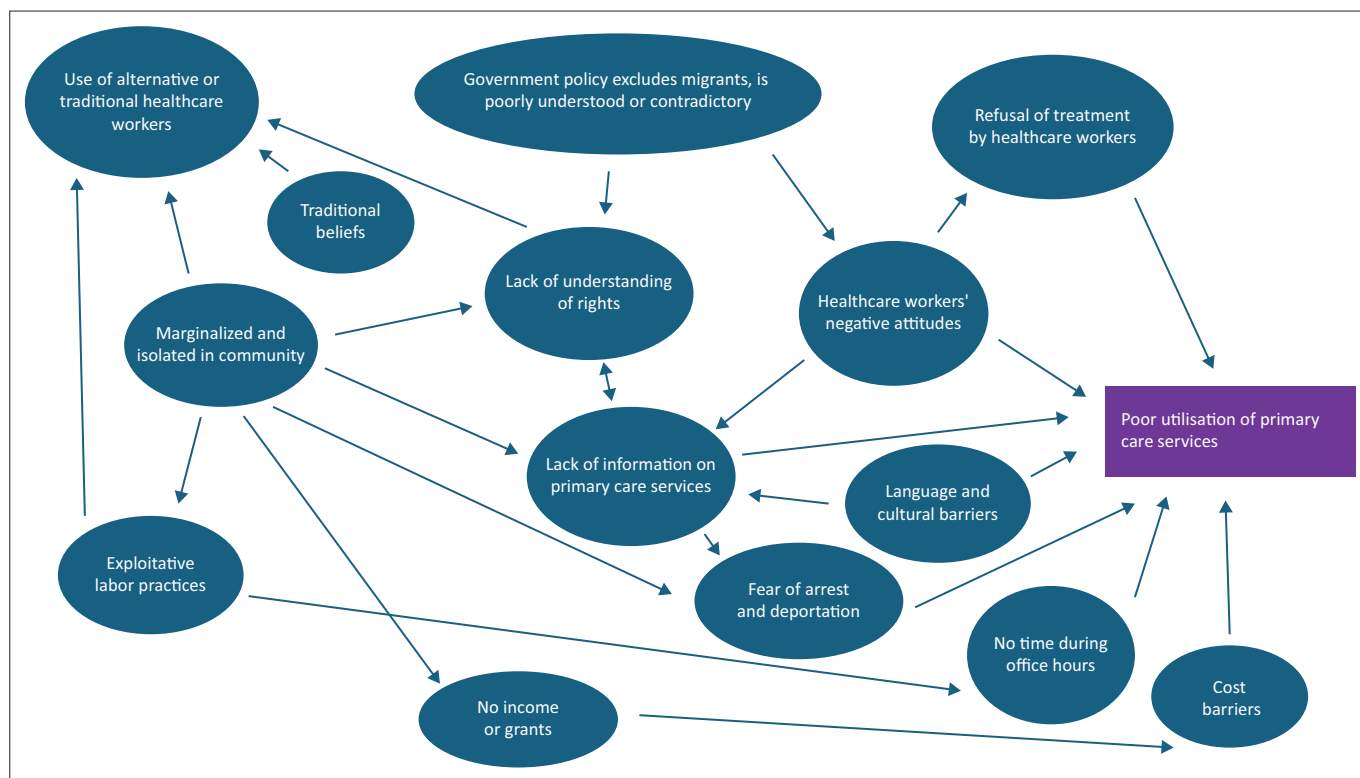 Use of alternative or
traditional healthcare
workers
Government policy excludes migrants, is
poorly understood or contradictory
Refusal of treatment
by healthcare workers
Traditional
beliefs
Lack of understanding
of rights
Healthcare workers'
negative attitudes
Marginalized and
isolated in community
Poor utilisation of primary
care services
Lack of information on
primary care services
Language and
cultural barriers
Exploitative
labor practices
Fear of arrest
and deportation
No time during
office hours
No income
or grants
Cost
barriers